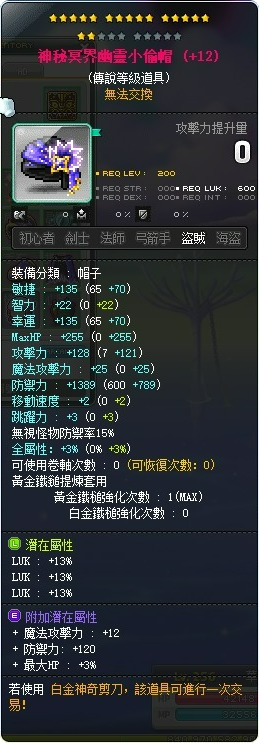 神秘冥界幽靈小偷帽 (+12)
(傳說等級道具)
無法交換
攻擊力提升量
0
REQ LEV : 200
REQ STR : 000 REQ LUK : 600
REQ DEX : 000 REQ INT : 000
0 0 % 0 %
初心者 劍士 法師 弓箭手 盜賊 海盜
裝備分類 : 帽子
敏捷 : +135 (65 +70)
智力 : +22 (0 +22)
幸運 : +135 (65 +70)
MaxHP : +255 (0 +255)
攻擊力 : +128 (7 +121)
魔法攻擊力 : +25 (0 +25)
防禦力 : +1389 (600 +789)
移動速度 : +2 (0 +2)
跳躍力 : +3 (0 +3)
無視怪物防禦率15%
全屬性: +3% (0% +3%)
可使用卷軸次數 : 0 (可恢復次數: 0)
黃金鐵鎚提煉套用
黃金鐵鎚強化次數 : 1(MAX)
白金鐵鎚強化次數 : 0
L 潛在屬性
LUK : +13%
LUK : +13%
LUK : +13%
E 附加潛在屬性
+ 魔法攻擊力 : +12
+ 防禦力: +120
+ 最大HP : +3%
若使用 白金神奇剪刀，該道具可進行一次交
易!